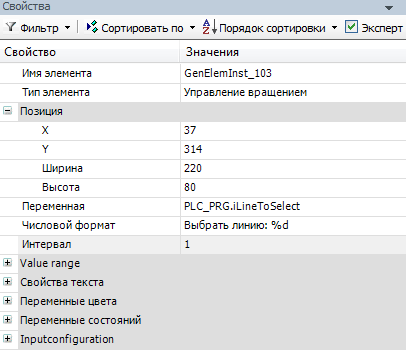 Свойства
Фильтр Сортировать по Порядок сортировки Эксперт
Свойство Значения
Имя элемента GenElemInst_103
Тип элемента Управление вращением
Позиция
X 37
Y 314
Ширина 220
Высота 80
Переменная PLC_PRG.iLineToSelect
Числовой формат Выбрать линию: %d
Интервал 1
Value range
Свойства текста
Переменные цвета
Переменные состояний
Inputconfiguration